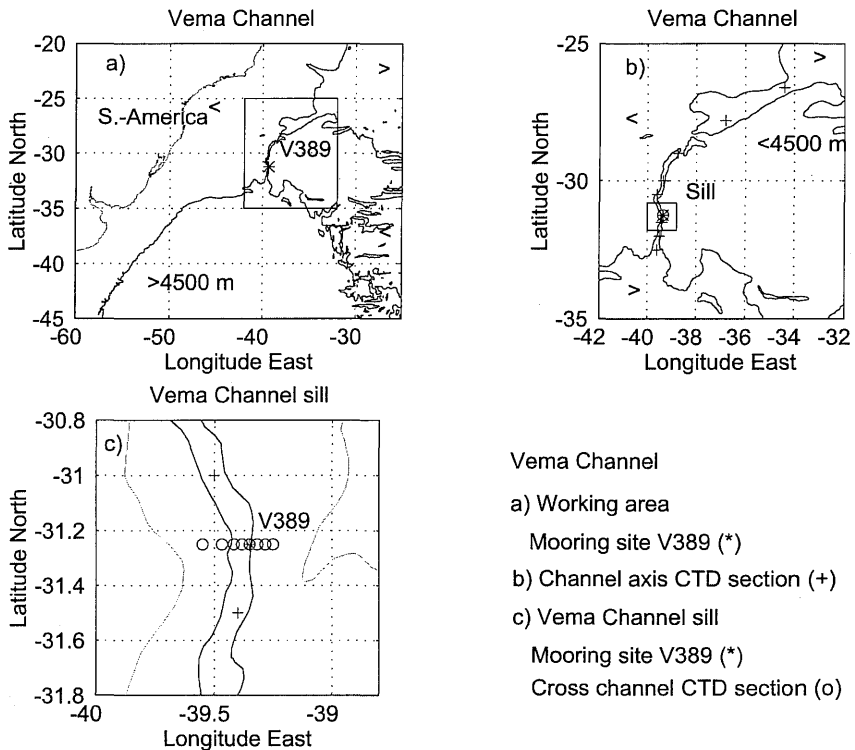 Vema Channel
a)
-20
-25
-30
-35
-40
-45
Latitude North
S.-America
V389
>4500 m
<
>
<
-60
-50
-40
-30
Longitude East
Vema Channel
b)
-25
-30
-35
Latitude North
>
<
<4500 m
Sill
>
-42
-40
-38
-36
-34
-32
Longitude East
Vema Channel sill
c)
-30.8
-31
-31.2
-31.4
-31.6
-31.8
Latitude North
V389
-40
-39.5
-39
Longitude East
Vema Channel
a) Working area
Mooring site V389 (*)
b) Channel axis CTD section (+)
c) Vema Channel sill
Mooring site V389 (*)
Cross channel CTD section (o)